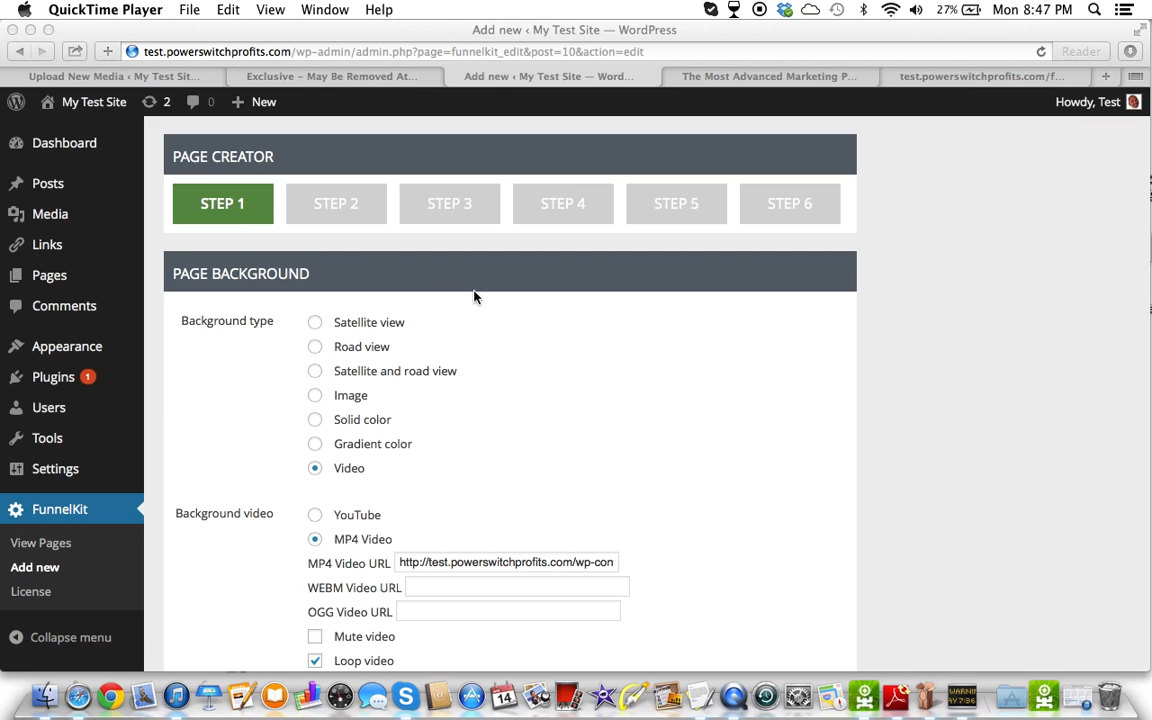 QuickTime Player File Edit View Window Help 27% Mon 8:47 PM
Add new ‹ My Test Site — WordPress
test.powerswitchprofits.com/wp-admin/admin.php?page=funnelkit_edit&post=10&action=edit Reader
Upload New Media ‹ My Test Sit... Exclusive – May Be Removed At... Add new ‹ My Test Site — Word... The Most Advanced Marketing P... test.powerswitchprofits.com/f...
My Test Site 2 0 New Howdy, Test
Dashboard
Posts
Media
Links
Pages
Comments
Appearance
Plugins 1
Users
Tools
Settings
FunnelKit
View Pages
Add new
License
Collapse menu
PAGE CREATOR
STEP 1 STEP 2 STEP 3 STEP 4 STEP 5 STEP 6
PAGE BACKGROUND
Background type Satellite view
Road view
Satellite and road view
Image
Solid color
Gradient color
Video
Background video YouTube
MP4 Video
MP4 Video URL http://test.powerswitchprofits.com/wp-con
WEBM Video URL
OGG Video URL
Mute video
Loop video
14